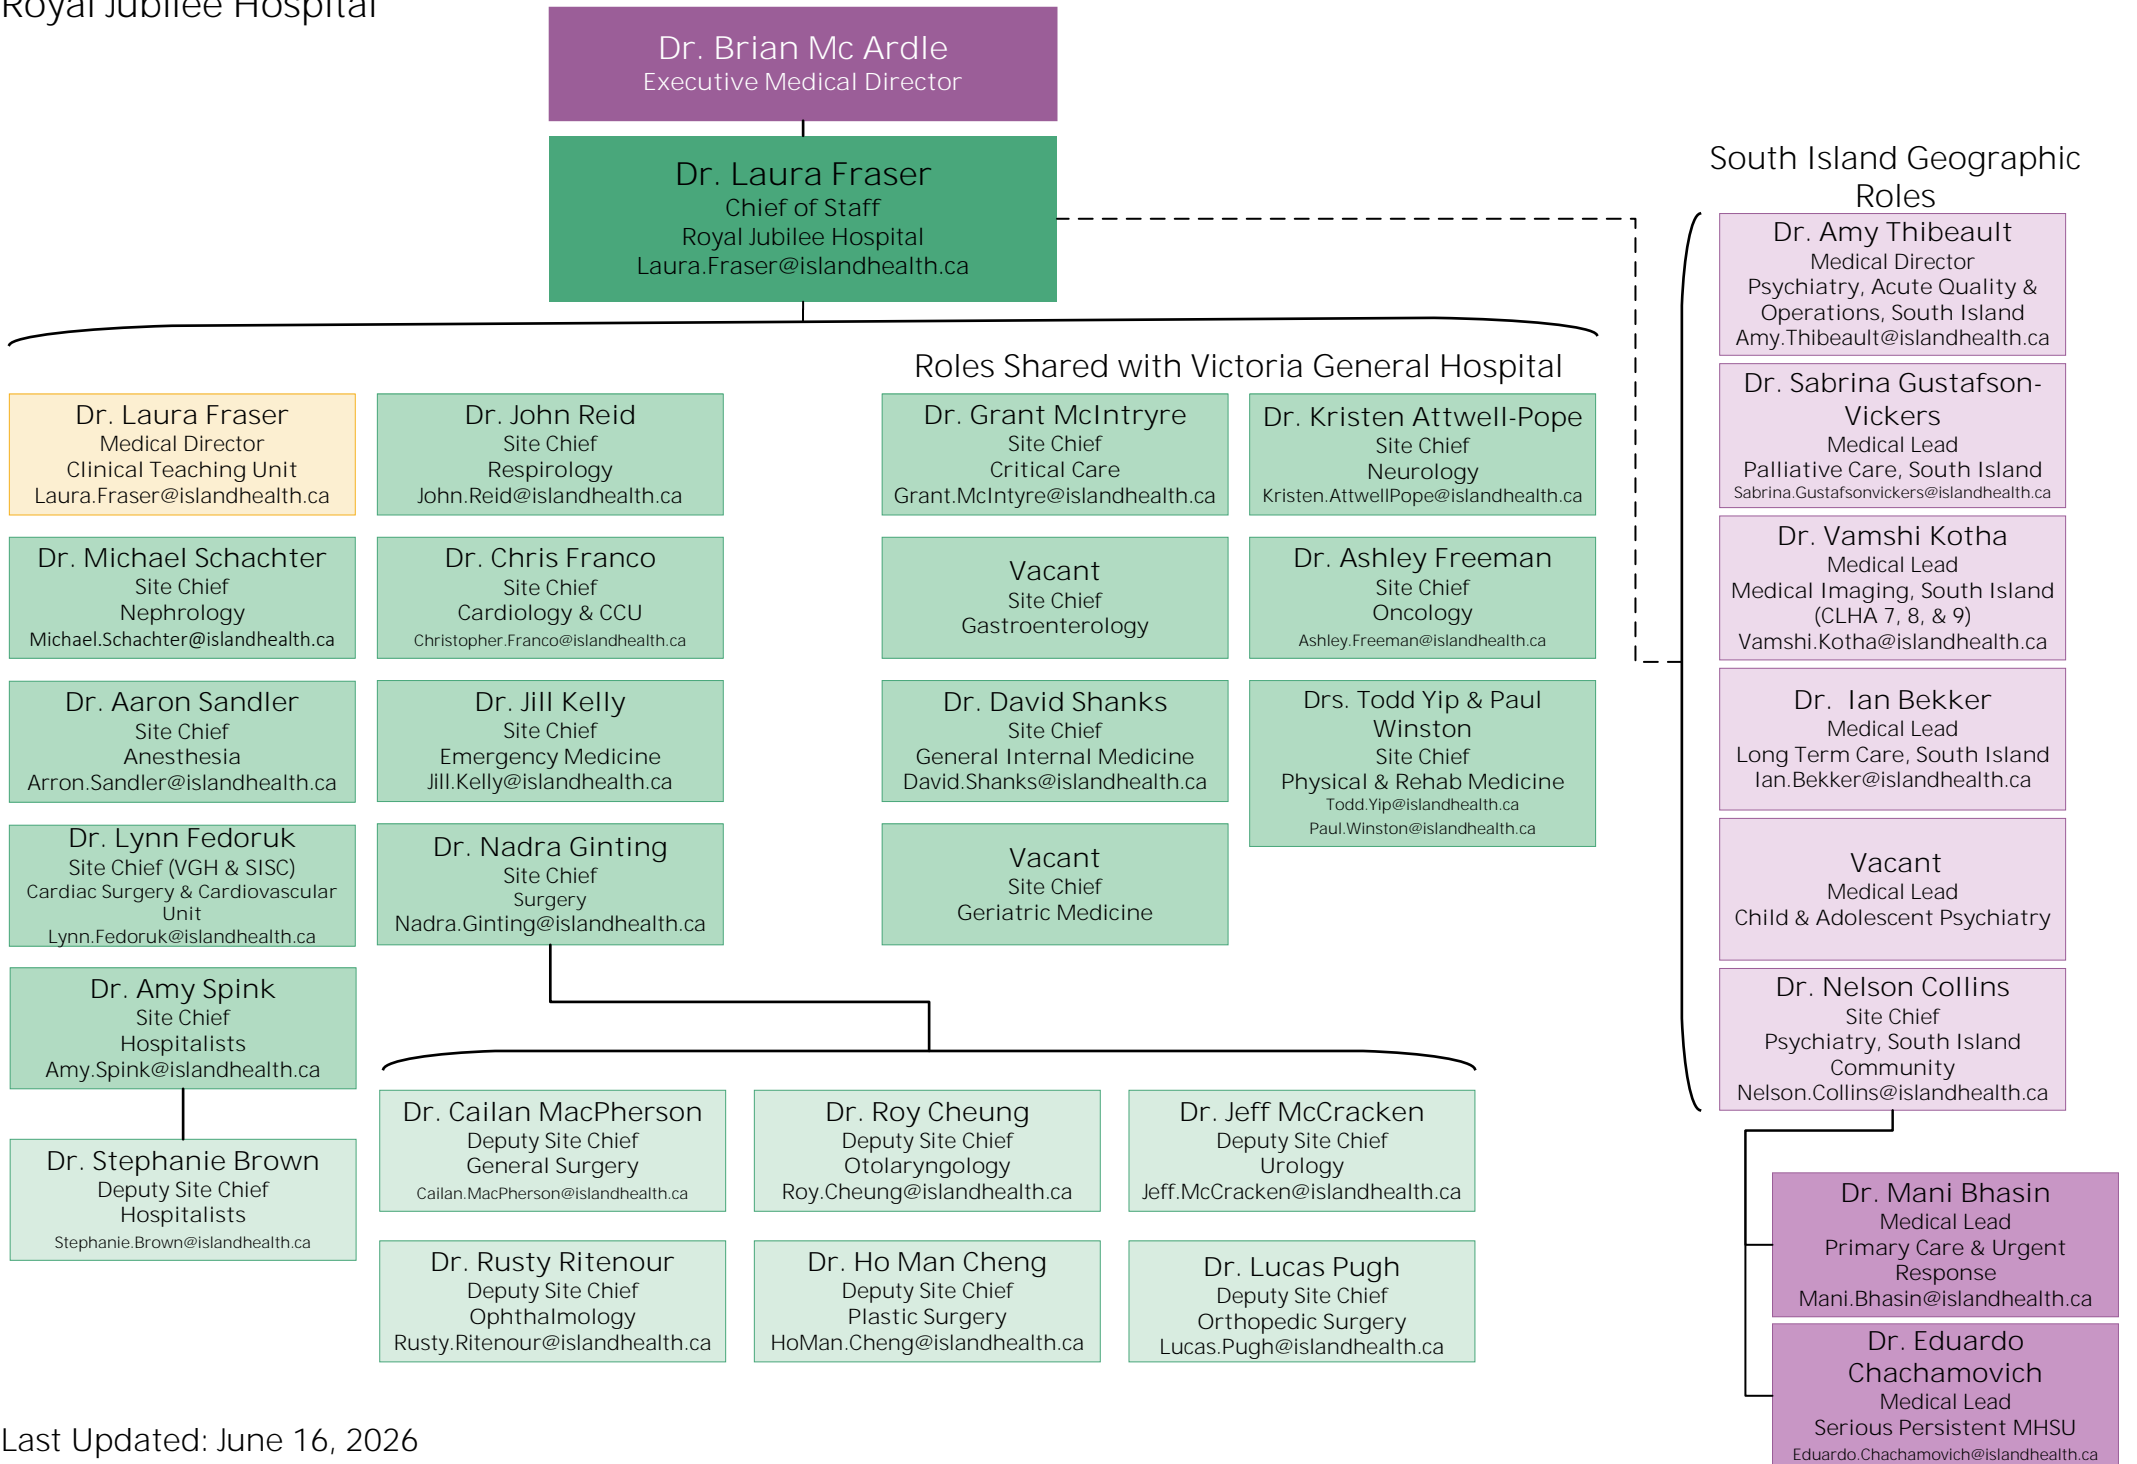 Royal Jubilee Hospital
Dr. Brian Mc Ardle
Executive Medical Director
Dr. Laura Fraser
Chief of Staff
Royal Jubilee Hospital
Laura.Fraser@islandhealth.ca
Roles Shared with Victoria General Hospital
Dr. Laura Fraser
Medical Director
Clinical Teaching Unit
Laura.Fraser@islandhealth.ca
Dr. John Reid
Site Chief
Respirology
John.Reid@islandhealth.ca
Dr. Grant McIntryre
Site Chief
Critical Care
Grant.McIntyre@islandhealth.ca
Dr. Kristen Attwell-Pope
Site Chief
Neurology
Kristen.AttwellPope@islandhealth.ca
Dr. Michael Schachter
Site Chief
Nephrology
Michael.Schachter@islandhealth.ca
Dr. Chris Franco
Site Chief
Cardiology & CCU
Christopher.Franco@islandhealth.ca
Vacant
Site Chief
Gastroenterology
Dr. Ashley Freeman
Site Chief
Oncology
Ashley.Freeman@islandhealth.ca
Dr. Aaron Sandler
Site Chief
Anesthesia
Arron.Sandler@islandhealth.ca
Dr. Jill Kelly
Site Chief
Emergency Medicine
Jill.Kelly@islandhealth.ca
Dr. David Shanks
Site Chief
General Internal Medicine
David.Shanks@islandhealth.ca
Drs. Todd Yip & Paul
Winston
Site Chief
Physical & Rehab Medicine
Todd.Yip@islandhealth.ca
Paul.Winston@islandhealth.ca
Dr. Lynn Fedoruk
Site Chief (VGH & SISC)
Cardiac Surgery & Cardiovascular
Unit
Lynn.Fedoruk@islandhealth.ca
Dr. Nadra Ginting
Site Chief
Surgery
Nadra.Ginting@islandhealth.ca
Vacant
Site Chief
Geriatric Medicine
Dr. Amy Spink
Site Chief
Hospitalists
Amy.Spink@islandhealth.ca
Dr. Stephanie Brown
Deputy Site Chief
Hospitalists
Stephanie.Brown@islandhealth.ca
Dr. Cailan MacPherson
Deputy Site Chief
General Surgery
Cailan.MacPherson@islandhealth.ca
Dr. Roy Cheung
Deputy Site Chief
Otolaryngology
Roy.Cheung@islandhealth.ca
Dr. Jeff McCracken
Deputy Site Chief
Urology
Jeff.McCracken@islandhealth.ca
Dr. Rusty Ritenour
Deputy Site Chief
Ophthalmology
Rusty.Ritenour@islandhealth.ca
Dr. Ho Man Cheng
Deputy Site Chief
Plastic Surgery
HoMan.Cheng@islandhealth.ca
Dr. Lucas Pugh
Deputy Site Chief
Orthopedic Surgery
Lucas.Pugh@islandhealth.ca
South Island Geographic
Roles
Dr. Amy Thibeault
Medical Director
Psychiatry, Acute Quality &
Operations, South Island
Amy.Thibeault@islandhealth.ca
Dr. Sabrina Gustafson-
Vickers
Medical Lead
Palliative Care, South Island
Sabrina.Gustafsonvickers@islandhealth.ca
Dr. Vamshi Kotha
Medical Lead
Medical Imaging, South Island
(CLHA 7, 8, & 9)
Vamshi.Kotha@islandhealth.ca
Dr. Ian Bekker
Medical Lead
Long Term Care, South Island
Ian.Bekker@islandhealth.ca
Vacant
Medical Lead
Child & Adolescent Psychiatry
Dr. Nelson Collins
Site Chief
Psychiatry, South Island
Community
Nelson.Collins@islandhealth.ca
Dr. Mani Bhasin
Medical Lead
Primary Care & Urgent
Response
Mani.Bhasin@islandhealth.ca
Dr. Eduardo
Chachamovich
Medical Lead
Serious Persistent MHSU
Eduardo.Chachamovich@islandhealth.ca
Last Updated: June 16, 2026